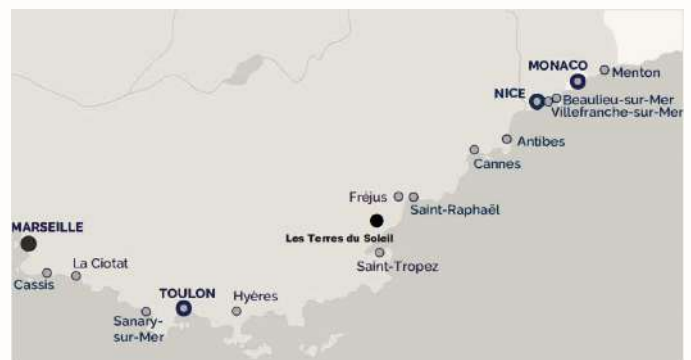 MONACO
Menton
NICE
Beaulieu-sur-Mer
Villefranche-sur-Mer
Antibes
Cannes
Fréjus
Saint-Raphaël
MARSEILLE
Les Terres du Soleil
La Ciotat
Saint-Tropez
Cassis
TOULON
Hyères
Sanary-
sur-Mer